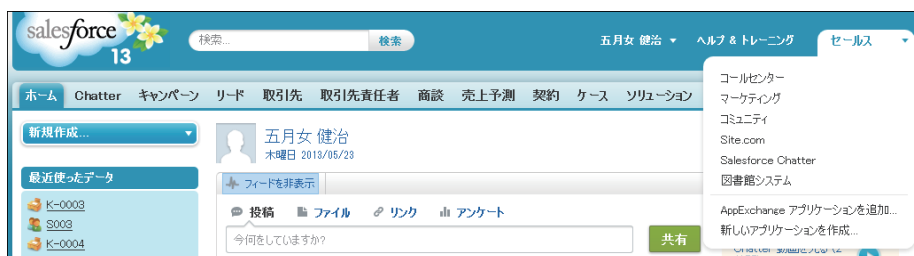 salesforce
13
検索...
検索
五月女 健治
ヘルプ & トレーニング
セールス
ホーム Chatter キャンペーン リード 取引先 取引先責任者 商談 売上予測 契約 ケース ソリューション
新規作成...
五月女 健治
木曜日 2013/05/23
最近使ったデータ
K-0003
S003
K-0004
フィードを非表示
投稿 ファイル リンク アンケート
今何をしていますか?
共有
コールセンター
マーケティング
コミュニティ
Site.com
Salesforce Chatter
図書館システム
AppExchange アプリケーションを追加...
新しいアプリケーションを作成...